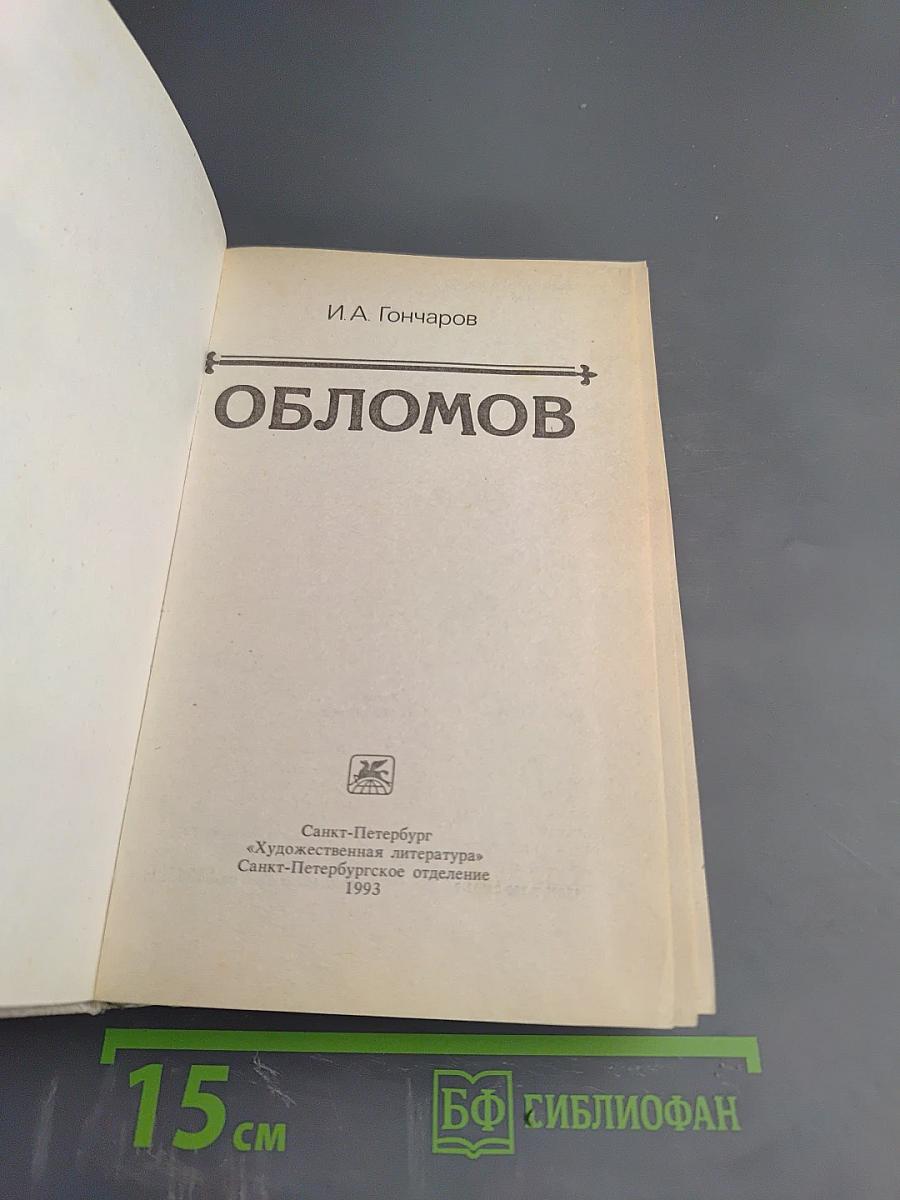 И. А. Гончаров
ОБЛОМОВ
Санкт-Петербург
«Художественная литература»
Санкт-Петербургское отделение
1993
15 см
БФ БИБЛИОФАН